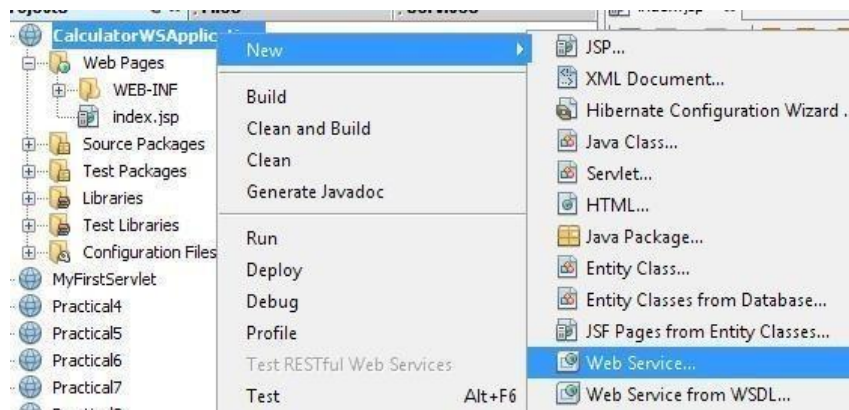 CalculatorWSApplic
Web Pages
WEB-INF
index.jsp
Source Packages
Test Packages
Libraries
Test Libraries
Configuration Files
MyFirstServlet
Practical4
Practical5
Practical6
Practical7
New
Build
Clean and Build
Clean
Generate Javadoc
Run
Deploy
Debug
Profile
Test RESTful Web Services
Test Alt+F6
JSP...
XML Document...
Hibernate Configuration Wizard .
Java Class...
Servlet...
HTML...
Java Package...
Entity Class...
Entity Classes from Database...
JSF Pages from Entity Classes...
Web Service...
Web Service from WSDL...